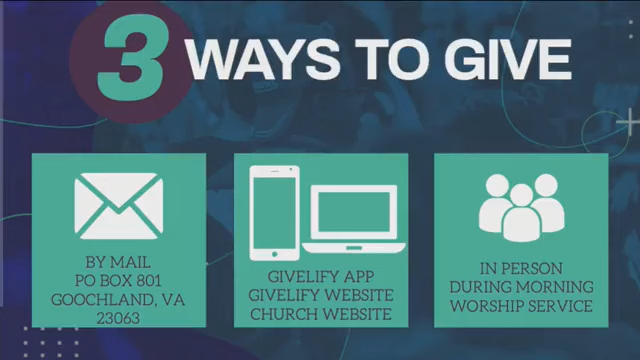 3 WAYS TO GIVE
BY MAIL
PO BOX 801
GOOCHLAND, VA
23063
GIVELIFY APP
GIVELIFY WEBSITE
CHURCH WEBSITE
IN PERSON
DURING MORNING
WORSHIP SERVICE